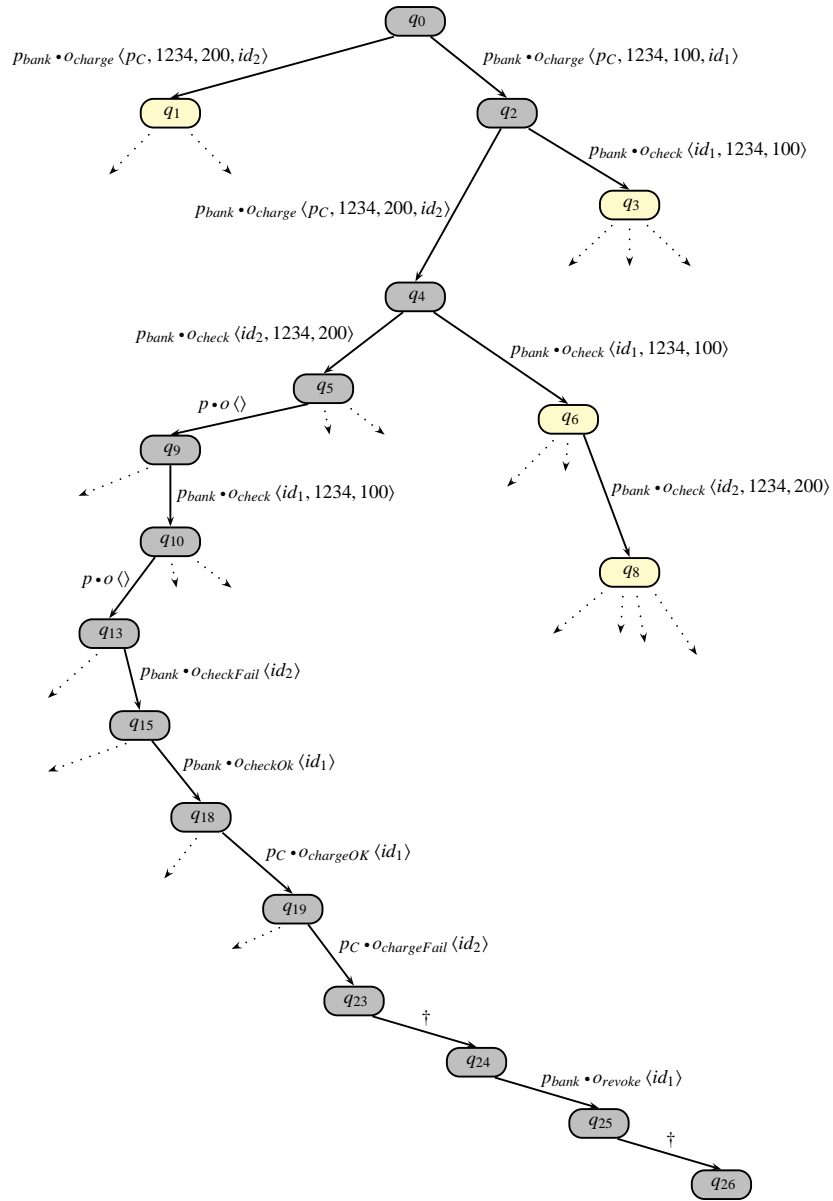 q0
p_bank • o_charge ⟨p_C, 1234, 200, id_2⟩
p_bank • o_charge ⟨p_C, 1234, 100, id_1⟩
q1
q2
p_bank • o_check ⟨id_1, 1234, 100⟩
q3
p_bank • o_charge ⟨p_C, 1234, 200, id_2⟩
q4
p_bank • o_check ⟨id_2, 1234, 200⟩
p_bank • o_check ⟨id_1, 1234, 100⟩
q5
p • o ⟨⟩
q6
q9
p_bank • o_check ⟨id_1, 1234, 100⟩
p_bank • o_check ⟨id_2, 1234, 200⟩
q10
p • o ⟨⟩
q8
q13
p_bank • o_checkFail ⟨id_2⟩
q15
p_bank • o_checkOk ⟨id_1⟩
q18
p_C • o_chargeOK ⟨id_1⟩
q19
p_C • o_chargeFail ⟨id_2⟩
q23
†
q24
p_bank • o_revoke ⟨id_1⟩
q25
†
q26